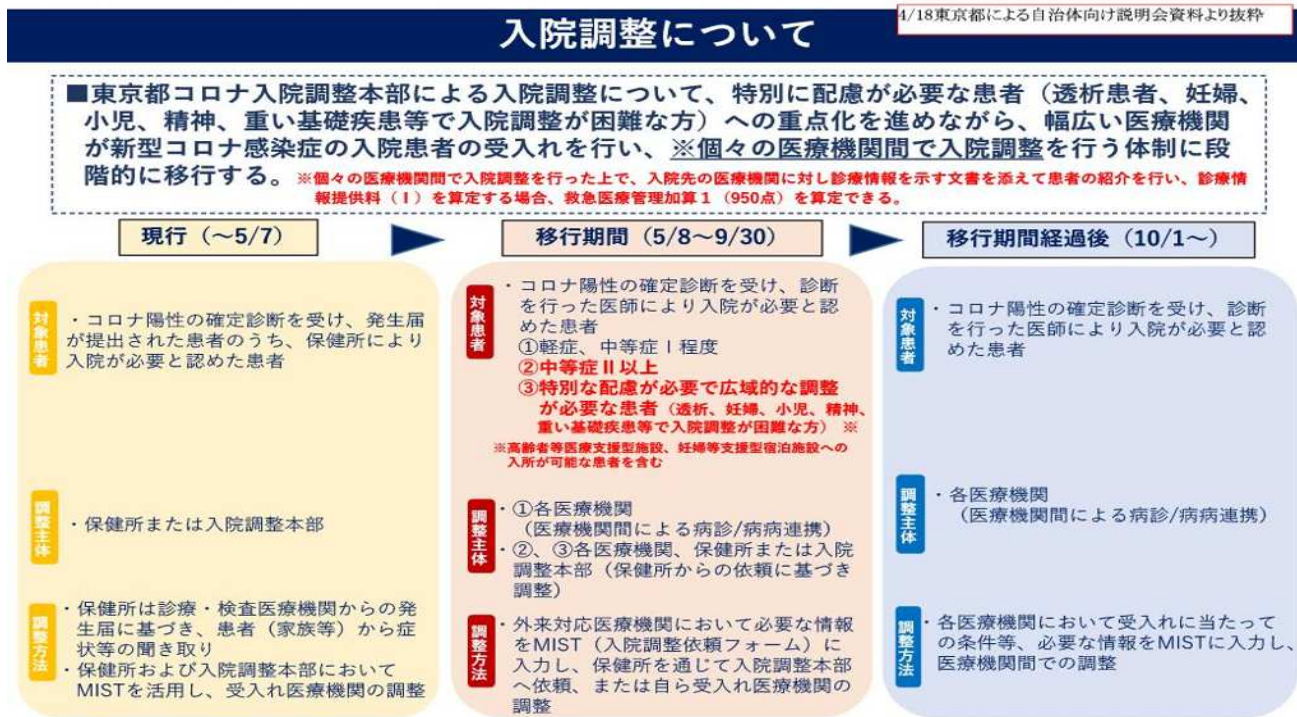 4/18東京都による自治体向け説明会資料より抜粋
入院調整について
■東京都コロナ入院調整本部による入院調整について、特別に配慮が必要な患者（透析患者、妊婦、
小児、精神、重い基礎疾患等で入院調整が困難な方）への重点化を進めながら、幅広い医療機関
が新型コロナ感染症の入院患者の受入れを行い、※個々の医療機関間で入院調整を行う体制に段
階的に移行する。※個々の医療機関間で入院調整を行った上で、入院先の医療機関に対し診療情報を示す文書を添えて患者の紹介を行い、診療情
報提供料（Ⅰ）を算定する場合、救急医療管理加算１（950点）を算定できる。
現行（～5/7）
対象患者
・コロナ陽性の確定診断を受け、発生届
が提出された患者のうち、保健所により
入院が必要と認めた患者
調整主体
・保健所または入院調整本部
調整方法
・保健所は診療・検査医療機関からの発
生届に基づき、患者（家族等）から症
状等の聞き取り
・保健所および入院調整本部において
MISTを活用し、受入れ医療機関の調整
移行期間（5/8～9/30）
対象患者
・コロナ陽性の確定診断を受け、診断
を行った医師により入院が必要と認
めた患者
①軽症、中等症Ⅰ程度
②中等症Ⅱ以上
③特別な配慮が必要で広域的な調整
が必要な患者（透析、妊婦、小児、精神、
重い基礎疾患等で入院調整が困難な方）※
※高齢者等医療支援型施設、妊婦等支援型宿泊施設への
入所が可能な患者を含む
調整主体
・①各医療機関
（医療機関間による病診/病病連携）
・②、③各医療機関、保健所または入院
調整本部（保健所からの依頼に基づき
調整）
調整方法
・外来対応医療機関において必要な情報
をMIST（入院調整依頼フォーム）に
入力し、保健所を通じて入院調整本部
へ依頼、または自ら受入れ医療機関の
調整
移行期間経過後（10/1～）
対象患者
・コロナ陽性の確定診断を受け、診断
を行った医師により入院が必要と認
めた患者
調整主体
・各医療機関
（医療機関間による病診/病病連携）
調整方法
・各医療機関において受入れに当たって
の条件等、必要な情報をMISTに入力し、
医療機関間での調整